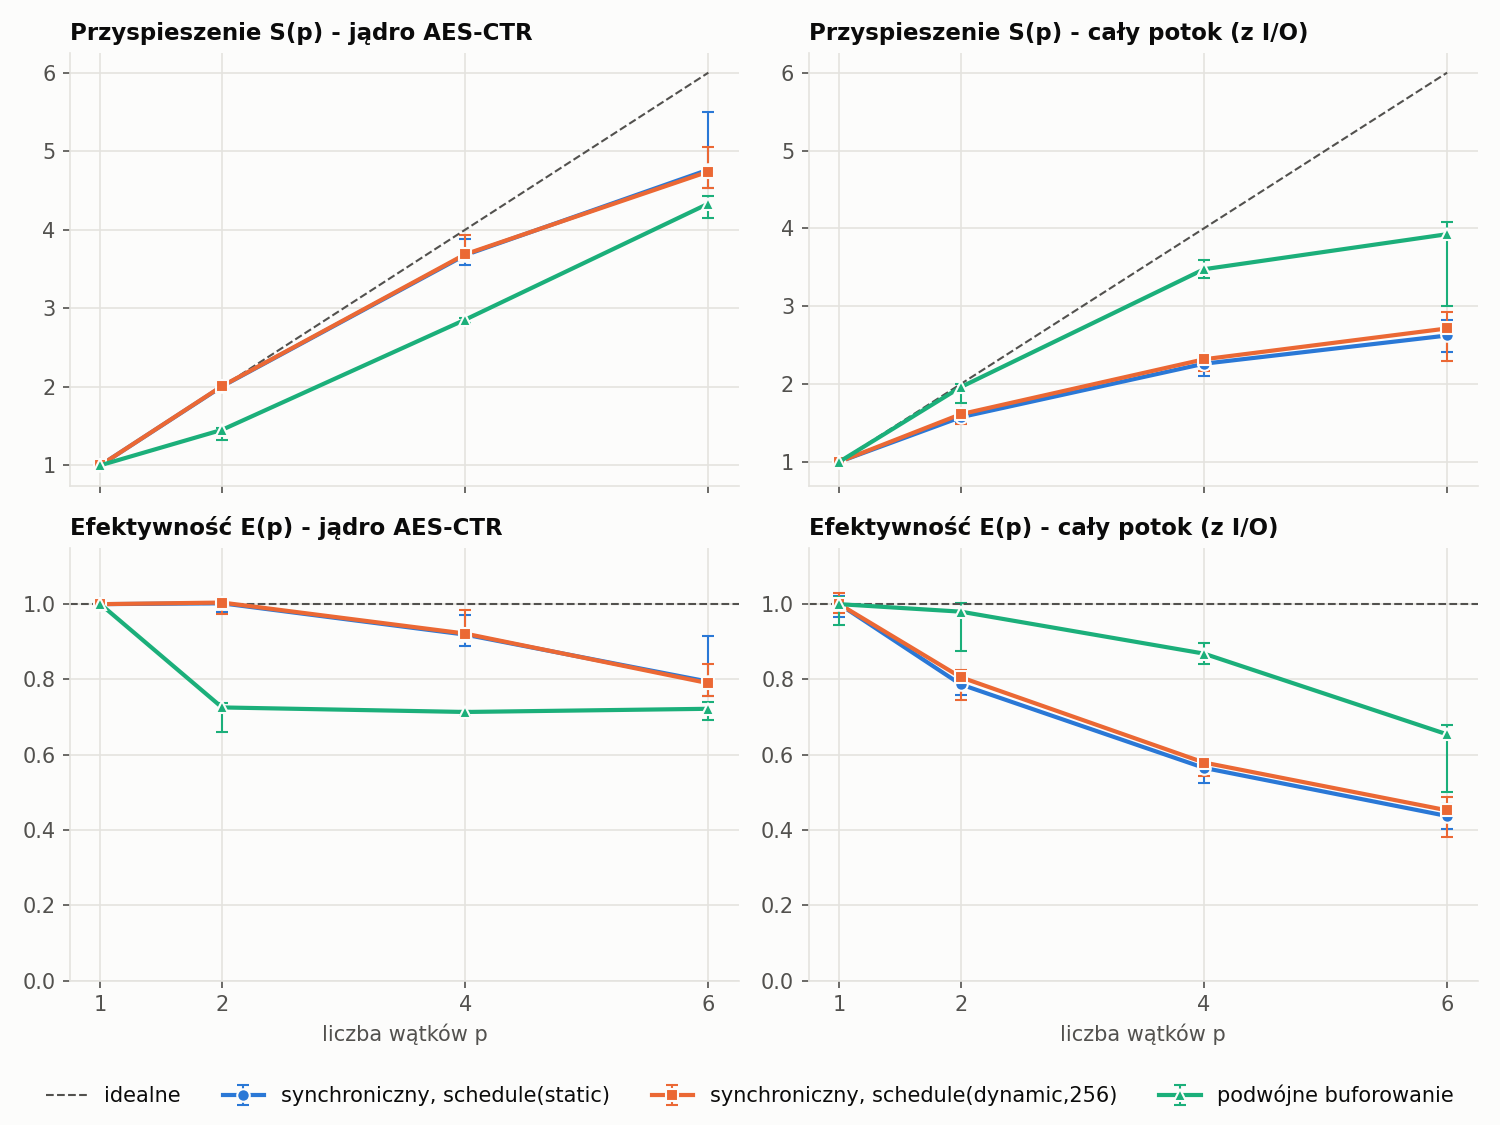 Przyspieszenie S(p) - jądro AES-CTR
6
5
4
3
2
1
Przyspieszenie S(p) - cały potok (z I/O)
6
5
4
3
2
1
Efektywność E(p) - jądro AES-CTR
1.0
0.8
0.6
0.4
0.2
0.0
1 2 4 6
liczba wątków p
Efektywność E(p) - cały potok (z I/O)
1.0
0.8
0.6
0.4
0.2
0.0
1 2 4 6
liczba wątków p
idealne synchroniczny, schedule(static) synchroniczny, schedule(dynamic,256) podwójne buforowanie